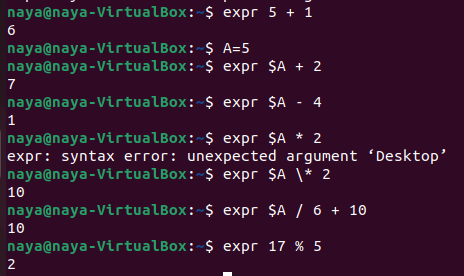 naya@naya-VirtualBox:~$ expr 5 + 1
6
naya@naya-VirtualBox:~$ A=5
naya@naya-VirtualBox:~$ expr $A + 2
7
naya@naya-VirtualBox:~$ expr $A - 4
1
naya@naya-VirtualBox:~$ expr $A * 2
expr: syntax error: unexpected argument ‘Desktop’
naya@naya-VirtualBox:~$ expr $A \* 2
10
naya@naya-VirtualBox:~$ expr $A / 6 + 10
10
naya@naya-VirtualBox:~$ expr 17 % 5
2